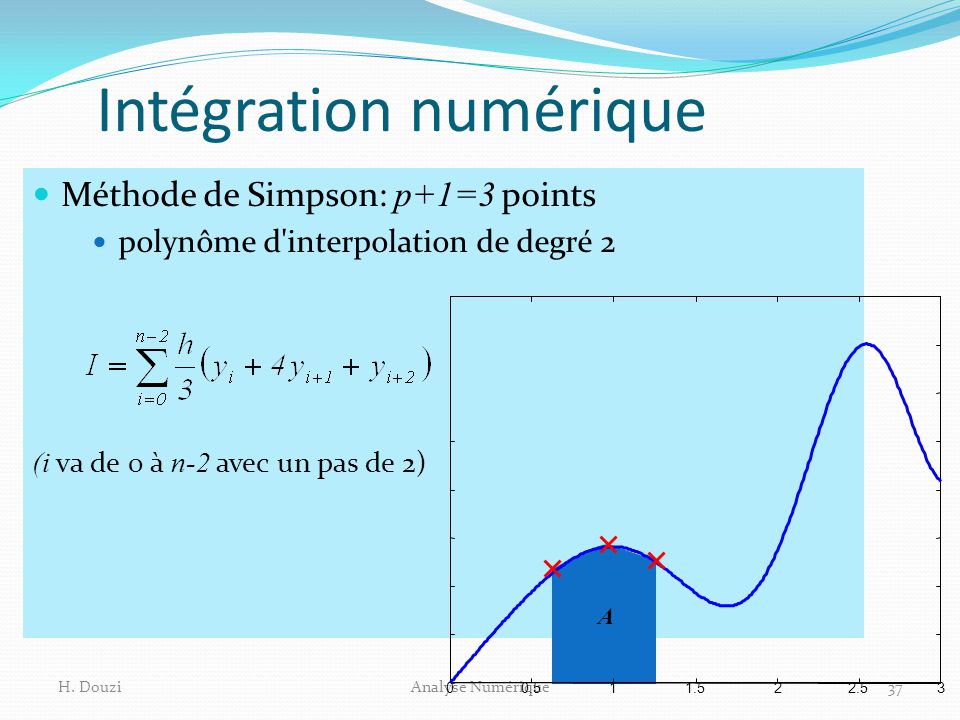 Intégration numérique
Méthode de Simpson: p+1=3 points
polynôme d'interpolation de degré 2
I = \sum_{i=0}^{n-2} \frac{h}{3} (y_i + 4y_{i+1} + y_{i+2})
(i va de 0 à n-2 avec un pas de 2)
A
0 0.5 1 1.5 2 2.5 3
H. Douzi Analyse Numérique 37